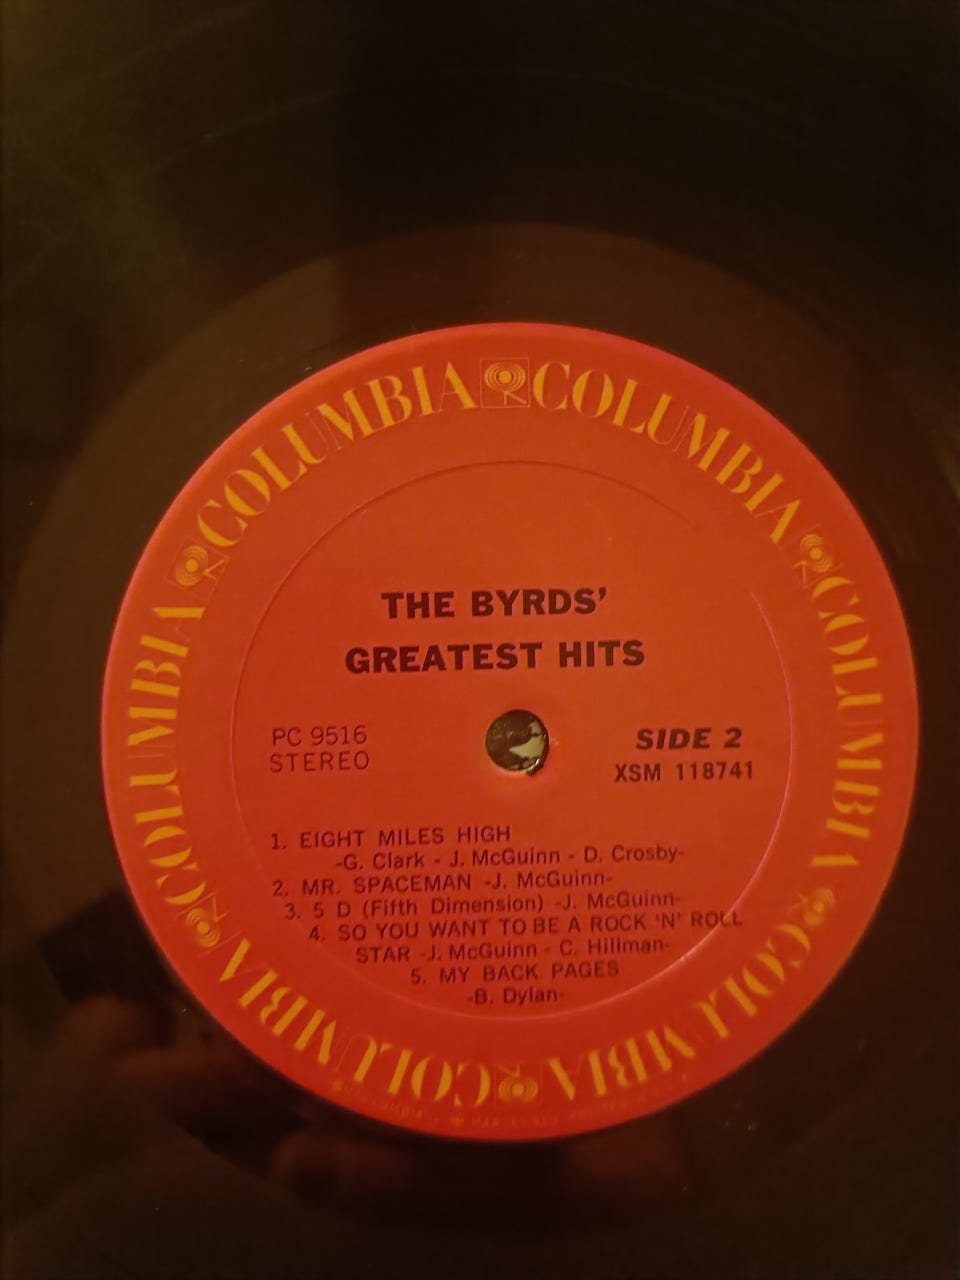 COLUMBIA COLUMBIA COLUMBIA COLUMBIA COLUMBIA COLUMBIA
THE BYRDS'
GREATEST HITS
PC 9516
STEREO
SIDE 2
XSM 118741
1. EIGHT MILES HIGH
-G. Clark - J. McGuinn - D. Crosby-
2. MR. SPACEMAN -J. McGuinn-
3. 5 D (Fifth Dimension) -J. McGuinn-
4. SO YOU WANT TO BE A ROCK 'N' ROLL
STAR -J. McGuinn - C. Hillman-
5. MY BACK PAGES
-B. Dylan-